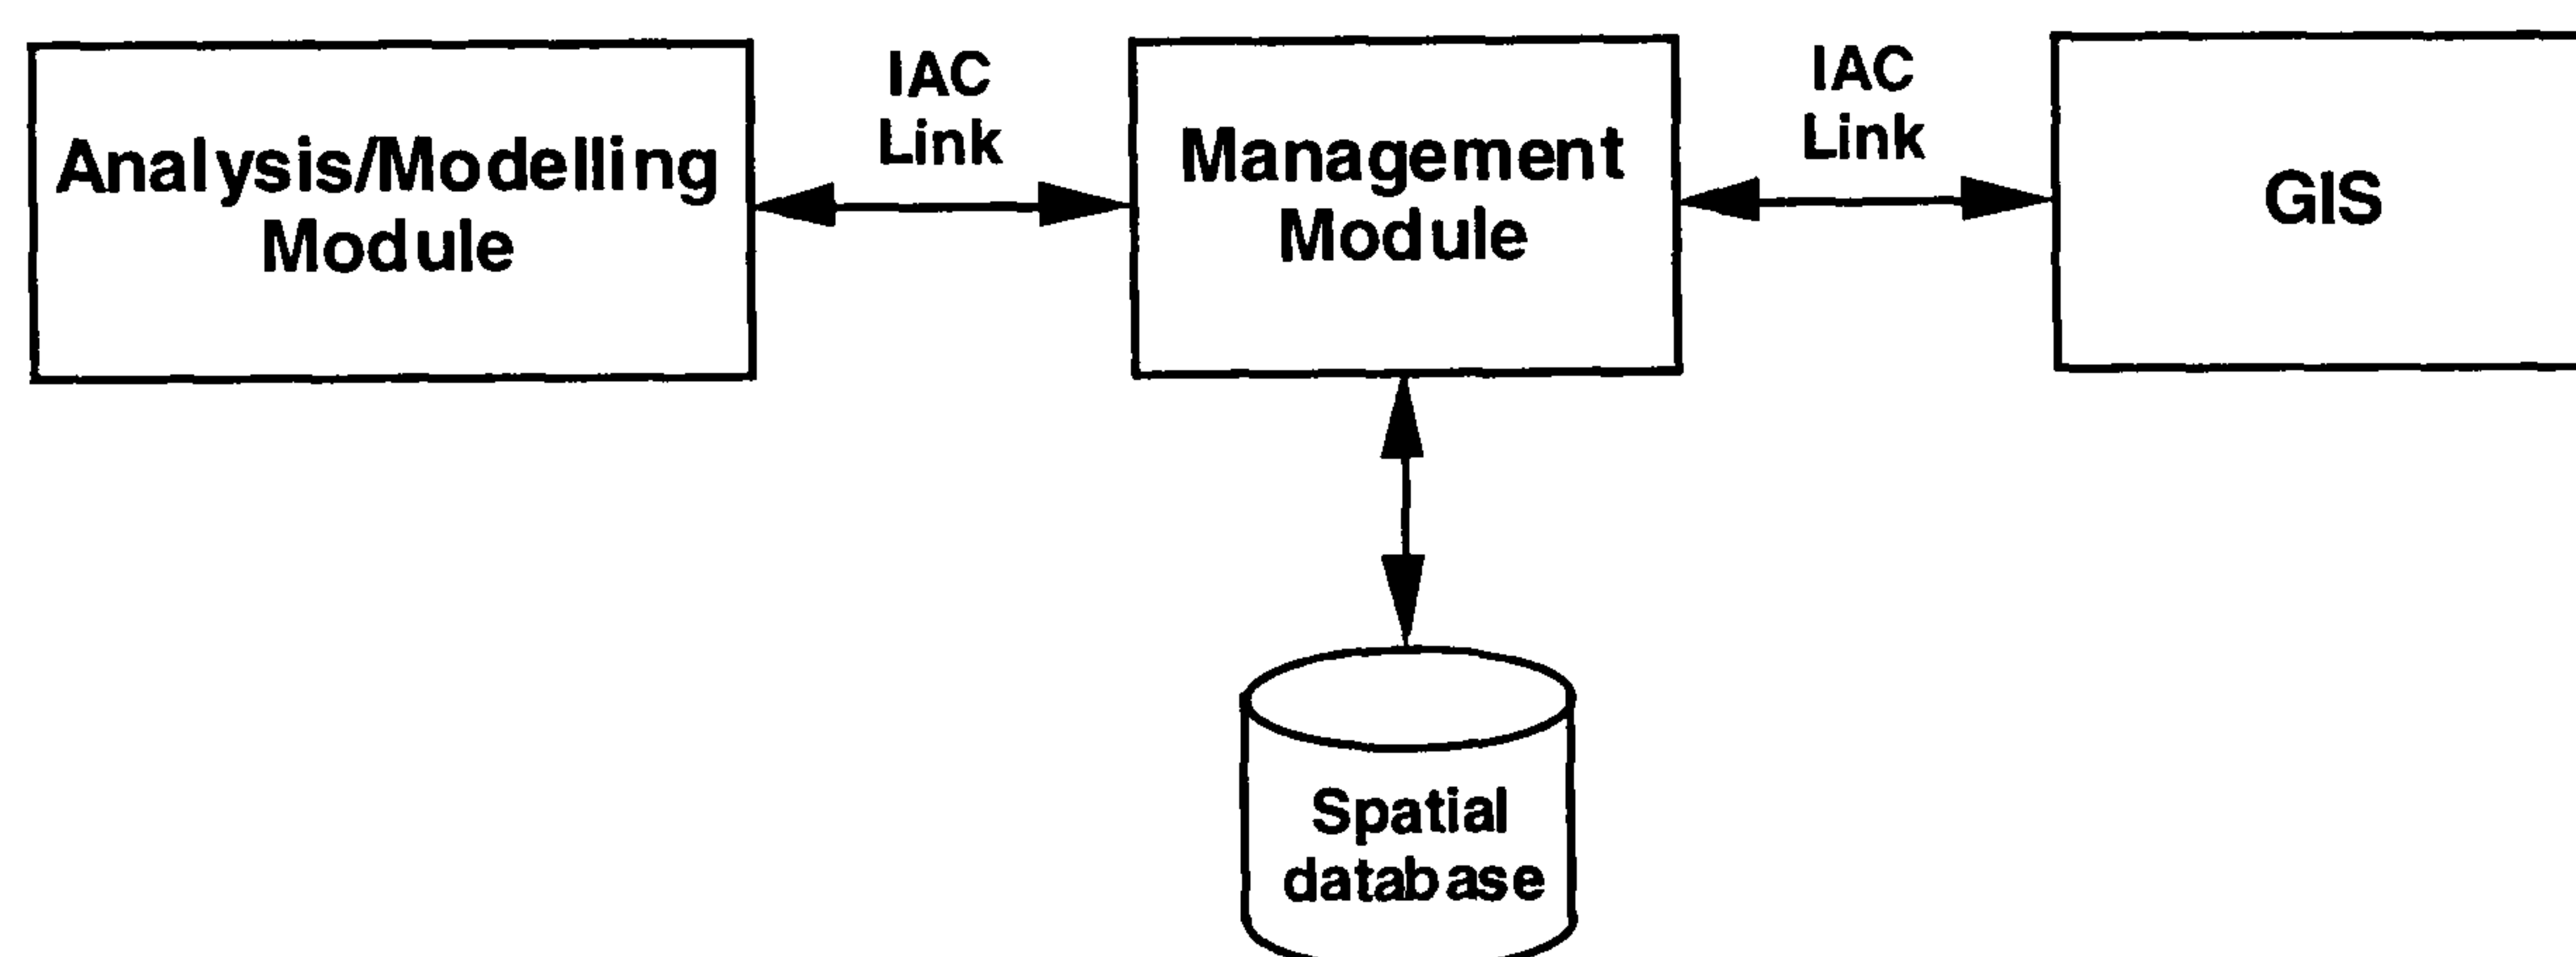 Analysis/Modelling
Module
IAC
Link
Management
Module
IAC
Link
GIS
Spatial
database